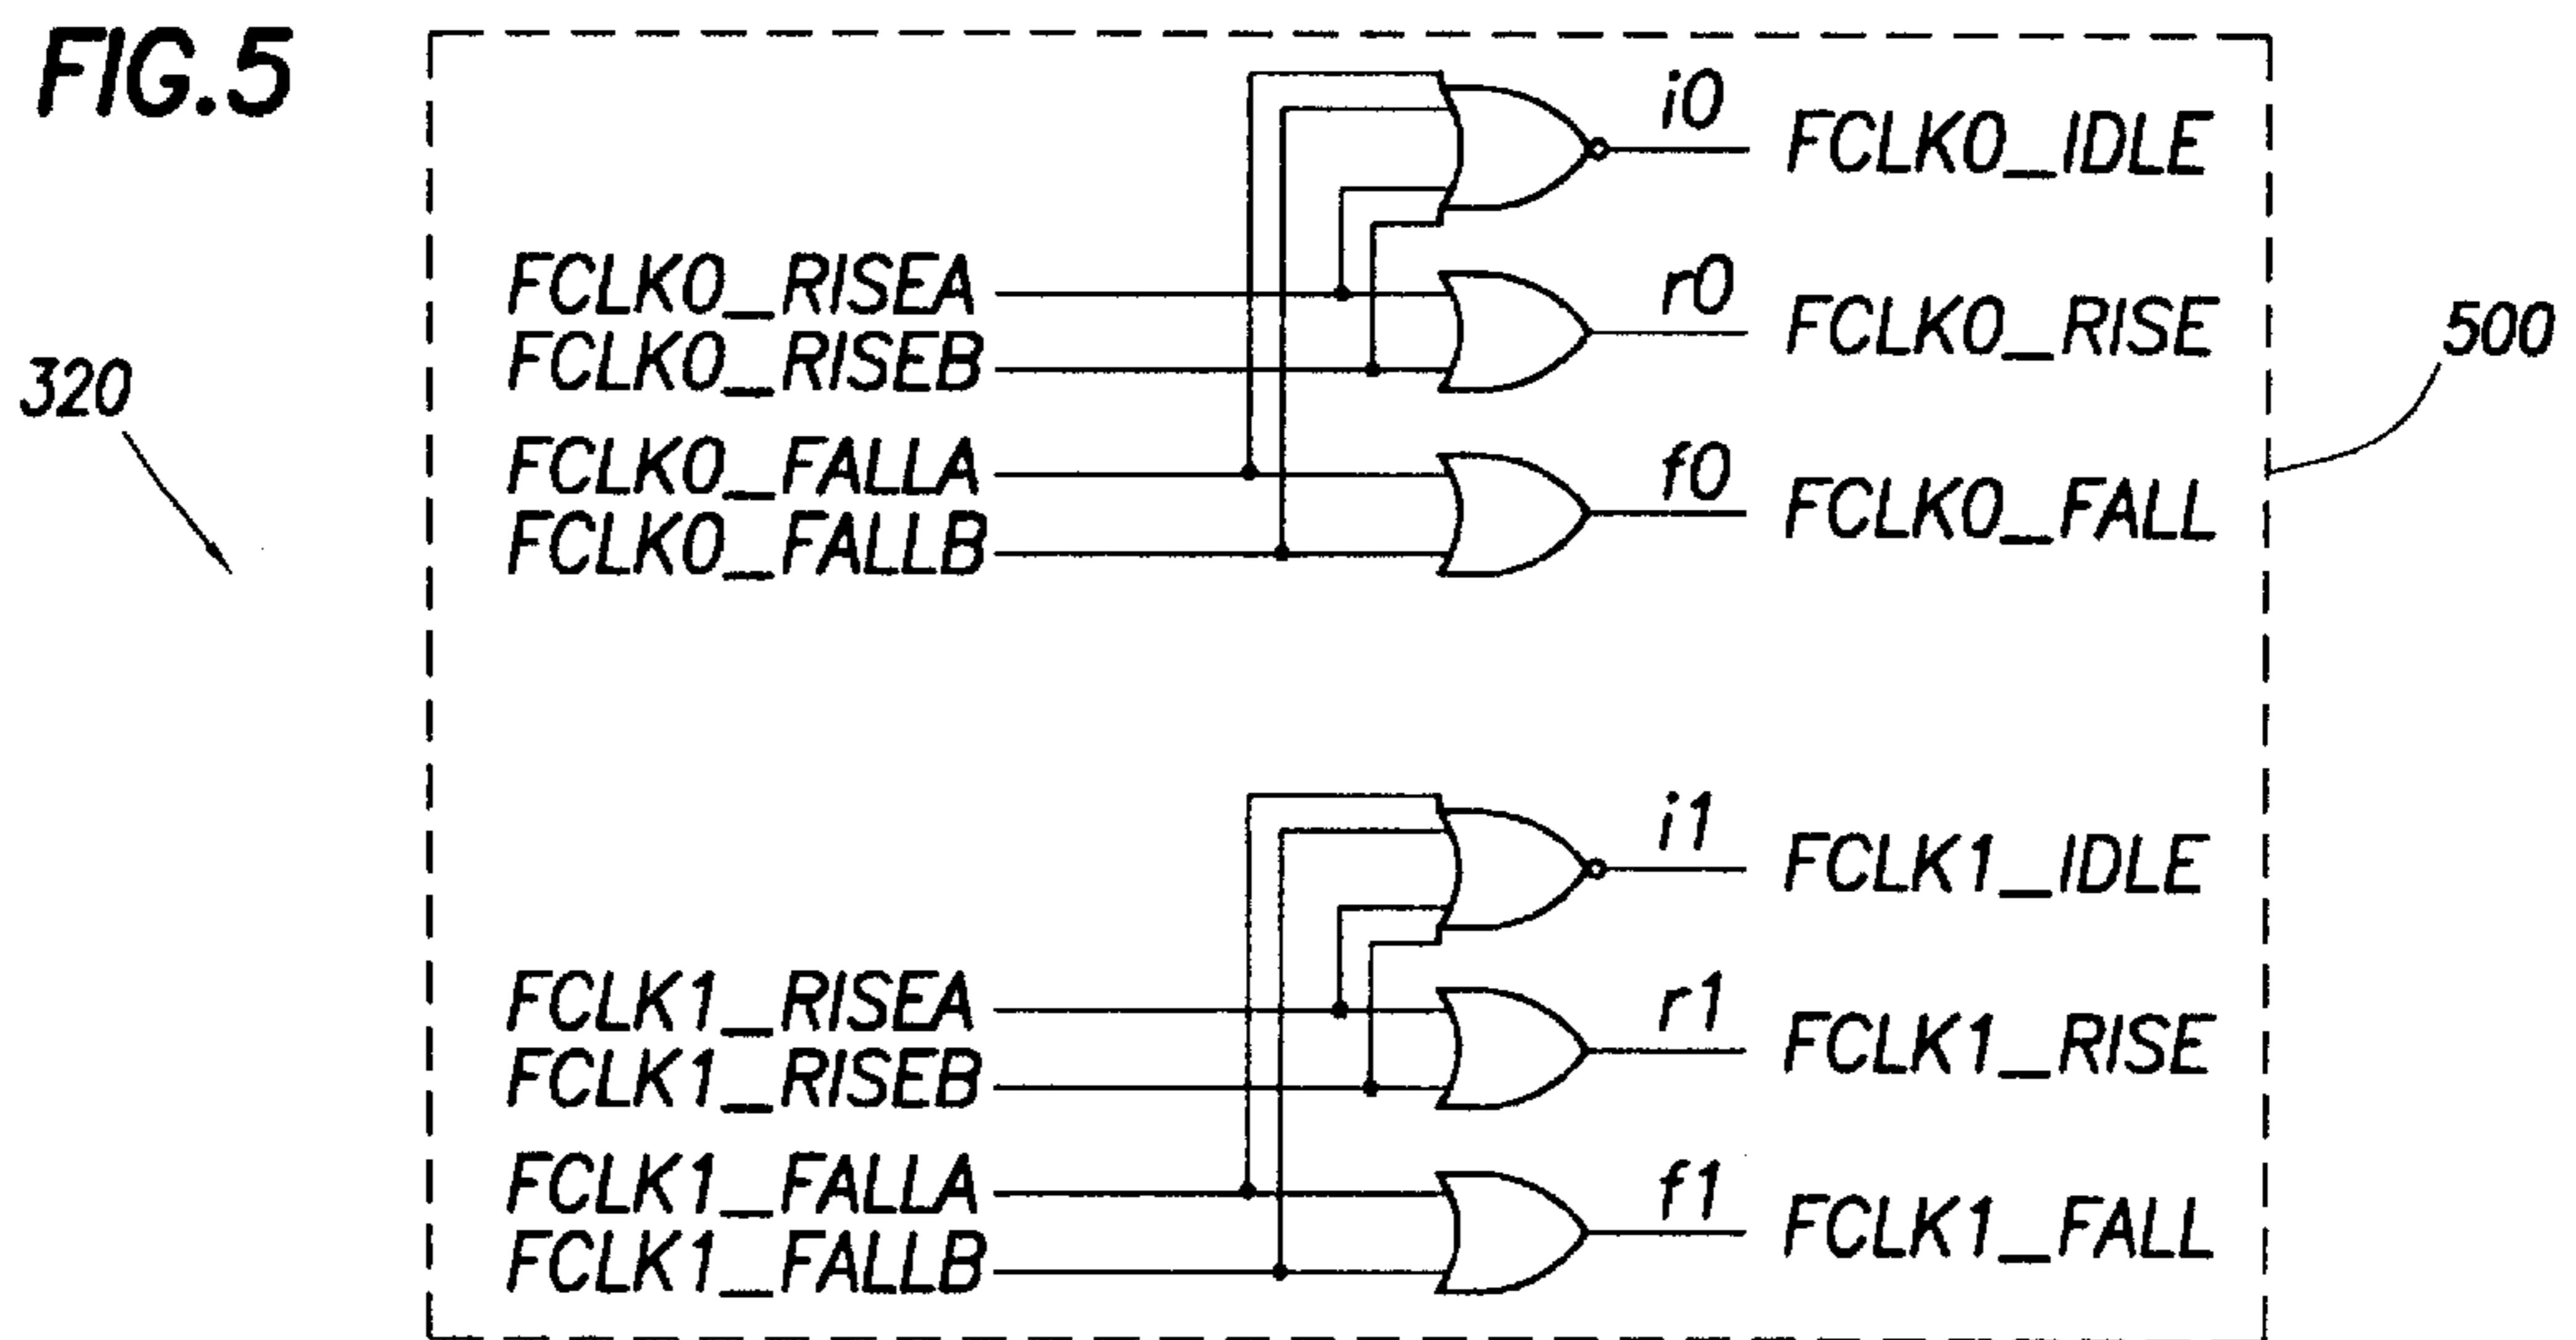 FIG.5
i0
FCLK0_IDLE
FCLK0_RISEA
r0
FCLK0_RISE
FCLK0_RISEB
500
320
FCLK0_FALLA
f0
FCLK0_FALL
FCLK0_FALLB
i1
FCLK1_IDLE
FCLK1_RISEA
r1
FCLK1_RISE
FCLK1_RISEB
FCLK1_FALLA
f1
FCLK1_FALL
FCLK1_FALLB